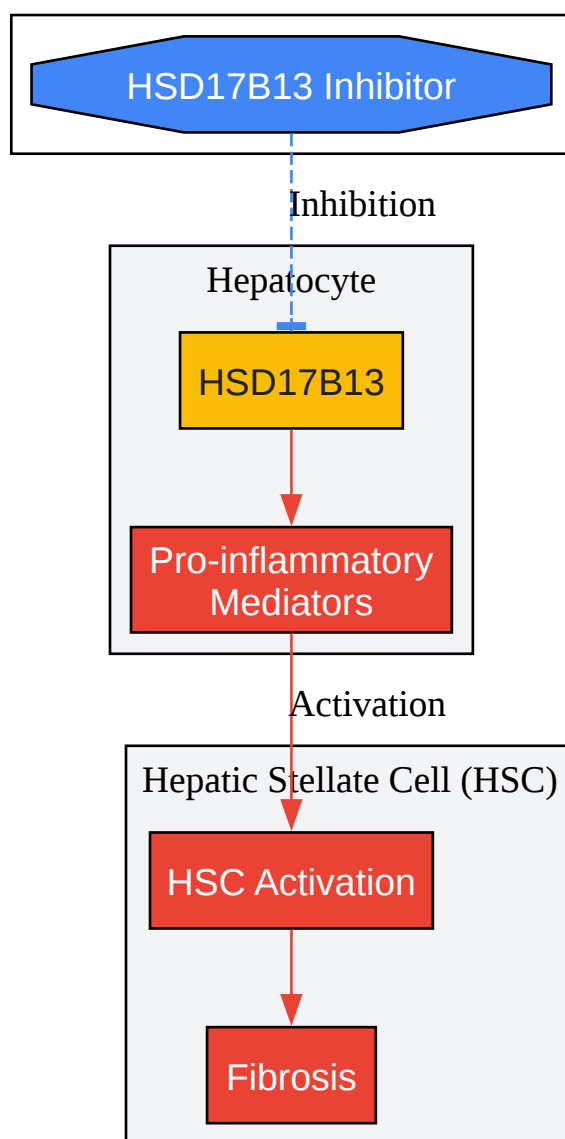 HSD17B13 Inhibitor
Inhibition
Hepatocyte
HSD17B13
Pro-inflammatory
Mediators
Activation
Hepatic Stellate Cell (HSC)
HSC Activation
Fibrosis